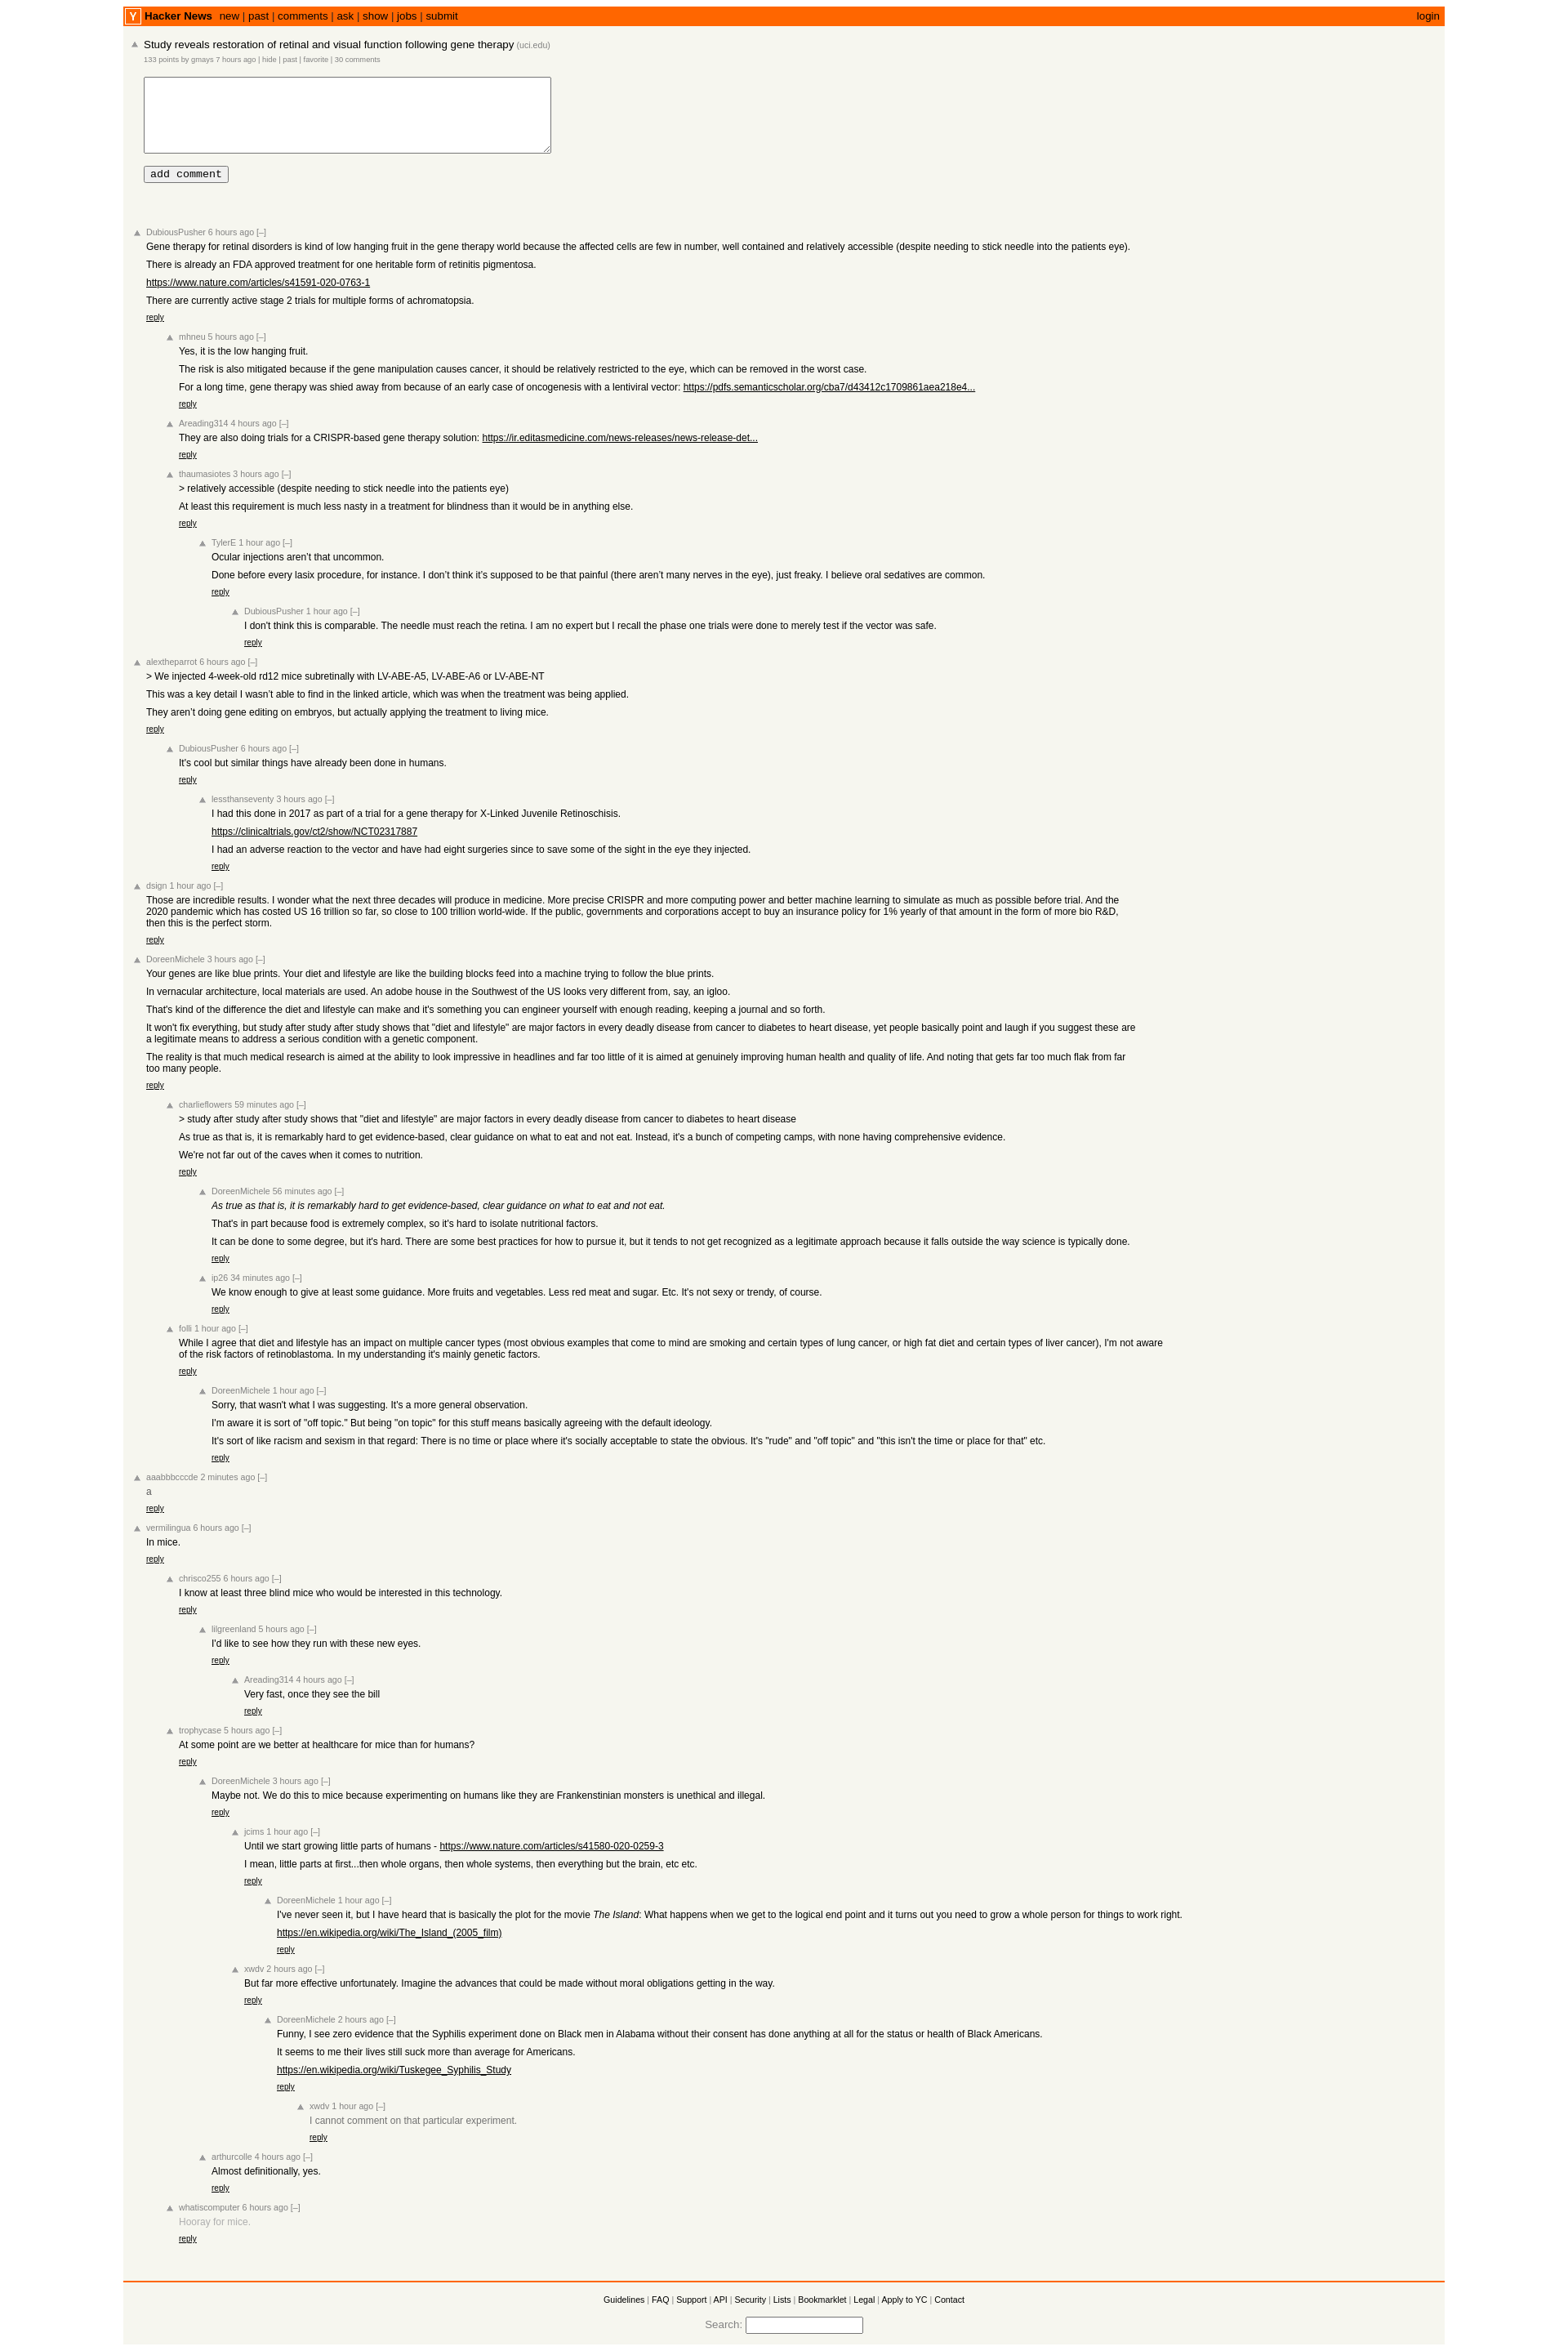 Y Hacker News new | past | comments | ask | show | jobs | submit login
Study reveals restoration of retinal and visual function following gene therapy (uci.edu)
133 points by gmays 7 hours ago | hide | past | favorite | 30 comments
add comment
DubiousPusher 6 hours ago [–]
Gene therapy for retinal disorders is kind of low hanging fruit in the gene therapy world because the affected cells are few in number, well contained and relatively accessible (despite needing to stick needle into the patients eye).
There is already an FDA approved treatment for one heritable form of retinitis pigmentosa.
https://www.nature.com/articles/s41591-020-0763-1
There are currently active stage 2 trials for multiple forms of achromatopsia.
reply
mhneu 5 hours ago [–]
Yes, it is the low hanging fruit.
The risk is also mitigated because if the gene manipulation causes cancer, it should be relatively restricted to the eye, which can be removed in the worst case.
For a long time, gene therapy was shied away from because of an early case of oncogenesis with a lentiviral vector: https://pdfs.semanticscholar.org/cba7/d43412c1709861aea218e4...
reply
Areading314 4 hours ago [–]
They are also doing trials for a CRISPR-based gene therapy solution: https://ir.editasmedicine.com/news-releases/news-release-det...
reply
thaumasiotes 3 hours ago [–]
> relatively accessible (despite needing to stick needle into the patients eye)
At least this requirement is much less nasty in a treatment for blindness than it would be in anything else.
reply
TylerE 1 hour ago [–]
Ocular injections aren’t that uncommon.
Done before every lasix procedure, for instance. I don’t think it’s supposed to be that painful (there aren’t many nerves in the eye), just freaky. I believe oral sedatives are common.
reply
DubiousPusher 1 hour ago [–]
I don't think this is comparable. The needle must reach the retina. I am no expert but I recall the phase one trials were done to merely test if the vector was safe.
reply
alextheparrot 6 hours ago [–]
> We injected 4-week-old rd12 mice subretinally with LV-ABE-A5, LV-ABE-A6 or LV-ABE-NT
This was a key detail I wasn’t able to find in the linked article, which was when the treatment was being applied.
They aren’t doing gene editing on embryos, but actually applying the treatment to living mice.
reply
DubiousPusher 6 hours ago [–]
It's cool but similar things have already been done in humans.
reply
lessthanseventy 3 hours ago [–]
I had this done in 2017 as part of a trial for a gene therapy for X-Linked Juvenile Retinoschisis.
https://clinicaltrials.gov/ct2/show/NCT02317887
I had an adverse reaction to the vector and have had eight surgeries since to save some of the sight in the eye they injected.
reply
dsign 1 hour ago [–]
Those are incredible results. I wonder what the next three decades will produce in medicine. More precise CRISPR and more computing power and better machine learning to simulate as much as possible before trial. And the
2020 pandemic which has costed US 16 trillion so far, so close to 100 trillion world-wide. If the public, governments and corporations accept to buy an insurance policy for 1% yearly of that amount in the form of more bio R&D,
then this is the perfect storm.
reply
DoreenMichele 3 hours ago [–]
Your genes are like blue prints. Your diet and lifestyle are like the building blocks feed into a machine trying to follow the blue prints.
In vernacular architecture, local materials are used. An adobe house in the Southwest of the US looks very different from, say, an igloo.
That's kind of the difference the diet and lifestyle can make and it's something you can engineer yourself with enough reading, keeping a journal and so forth.
It won't fix everything, but study after study after study shows that "diet and lifestyle" are major factors in every deadly disease from cancer to diabetes to heart disease, yet people basically point and laugh if you suggest these are
a legitimate means to address a serious condition with a genetic component.
The reality is that much medical research is aimed at the ability to look impressive in headlines and far too little of it is aimed at genuinely improving human health and quality of life. And noting that gets far too much flak from far
too many people.
reply
charlieflowers 59 minutes ago [–]
> study after study after study shows that "diet and lifestyle" are major factors in every deadly disease from cancer to diabetes to heart disease
As true as that is, it is remarkably hard to get evidence-based, clear guidance on what to eat and not eat. Instead, it's a bunch of competing camps, with none having comprehensive evidence.
We're not far out of the caves when it comes to nutrition.
reply
DoreenMichele 56 minutes ago [–]
As true as that is, it is remarkably hard to get evidence-based, clear guidance on what to eat and not eat.
That's in part because food is extremely complex, so it's hard to isolate nutritional factors.
It can be done to some degree, but it's hard. There are some best practices for how to pursue it, but it tends to not get recognized as a legitimate approach because it falls outside the way science is typically done.
reply
ip26 34 minutes ago [–]
We know enough to give at least some guidance. More fruits and vegetables. Less red meat and sugar. Etc. It's not sexy or trendy, of course.
reply
folli 1 hour ago [–]
While I agree that diet and lifestyle has an impact on multiple cancer types (most obvious examples that come to mind are smoking and certain types of lung cancer, or high fat diet and certain types of liver cancer), I'm not aware
of the risk factors of retinoblastoma. In my understanding it's mainly genetic factors.
reply
DoreenMichele 1 hour ago [–]
Sorry, that wasn't what I was suggesting. It's a more general observation.
I'm aware it is sort of "off topic." But being "on topic" for this stuff means basically agreeing with the default ideology.
It's sort of like racism and sexism in that regard: There is no time or place where it's socially acceptable to state the obvious. It's "rude" and "off topic" and "this isn't the time or place for that" etc.
reply
aaabbbcccde 2 minutes ago [–]
a
reply
vermilingua 6 hours ago [–]
In mice.
reply
chrisco255 6 hours ago [–]
I know at least three blind mice who would be interested in this technology.
reply
lilgreenland 5 hours ago [–]
I'd like to see how they run with these new eyes.
reply
Areading314 4 hours ago [–]
Very fast, once they see the bill
reply
trophycase 5 hours ago [–]
At some point are we better at healthcare for mice than for humans?
reply
DoreenMichele 3 hours ago [–]
Maybe not. We do this to mice because experimenting on humans like they are Frankenstinian monsters is unethical and illegal.
reply
jcims 1 hour ago [–]
Until we start growing little parts of humans - https://www.nature.com/articles/s41580-020-0259-3
I mean, little parts at first...then whole organs, then whole systems, then everything but the brain, etc etc.
reply
DoreenMichele 1 hour ago [–]
I've never seen it, but I have heard that is basically the plot for the movie The Island: What happens when we get to the logical end point and it turns out you need to grow a whole person for things to work right.
https://en.wikipedia.org/wiki/The_Island_(2005_film)
reply
xwdv 2 hours ago [–]
But far more effective unfortunately. Imagine the advances that could be made without moral obligations getting in the way.
reply
DoreenMichele 2 hours ago [–]
Funny, I see zero evidence that the Syphilis experiment done on Black men in Alabama without their consent has done anything at all for the status or health of Black Americans.
It seems to me their lives still suck more than average for Americans.
https://en.wikipedia.org/wiki/Tuskegee_Syphilis_Study
reply
xwdv 1 hour ago [–]
I cannot comment on that particular experiment.
reply
arthurcolle 4 hours ago [–]
Almost definitionally, yes.
reply
whatiscomputer 6 hours ago [–]
Hooray for mice.
reply
Guidelines | FAQ | Support | API | Security | Lists | Bookmarklet | Legal | Apply to YC | Contact
Search: